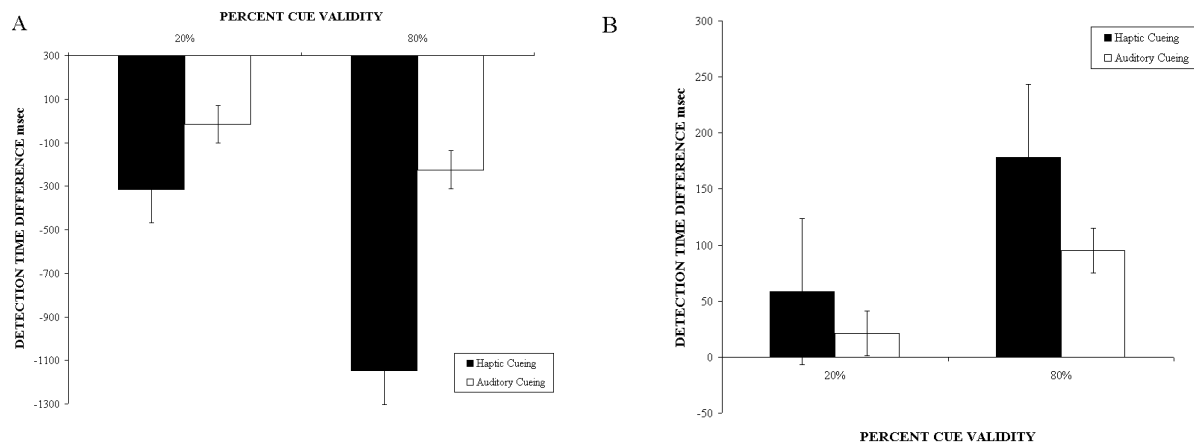 A
PERCENT CUE VALIDITY
20% 80%
DETECTION TIME DIFFERENCE msec
300
100
-100
-300
-500
-700
-900
-1100
-1300
Haptic Cueing
Auditory Cueing
B
DETECTION TIME DIFFERENCE msec
300
250
200
150
100
50
0
-50
Haptic Cueing
Auditory Cueing
20% 80%
PERCENT CUE VALIDITY